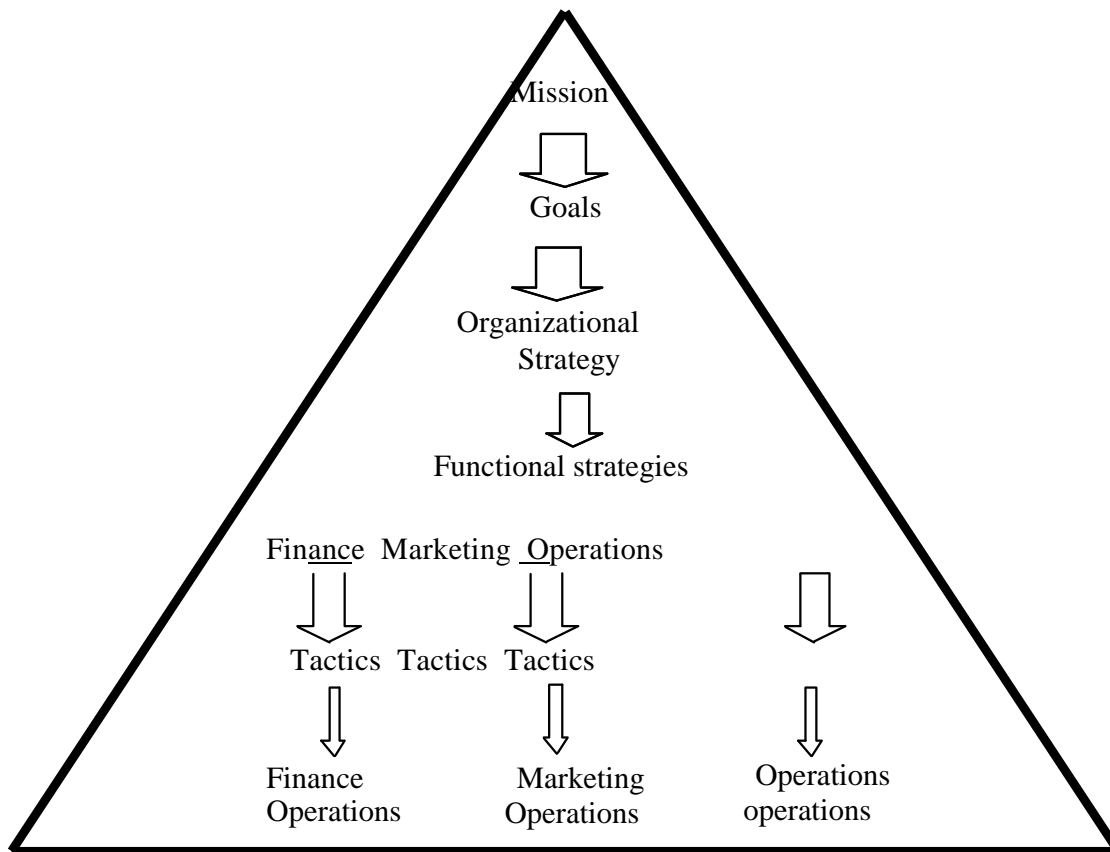 Mission
Goals
Organizational
Strategy
Functional strategies
Finance Marketing Operations
Tactics Tactics Tactics
Finance
Operations
Marketing
Operations
Operations
operations